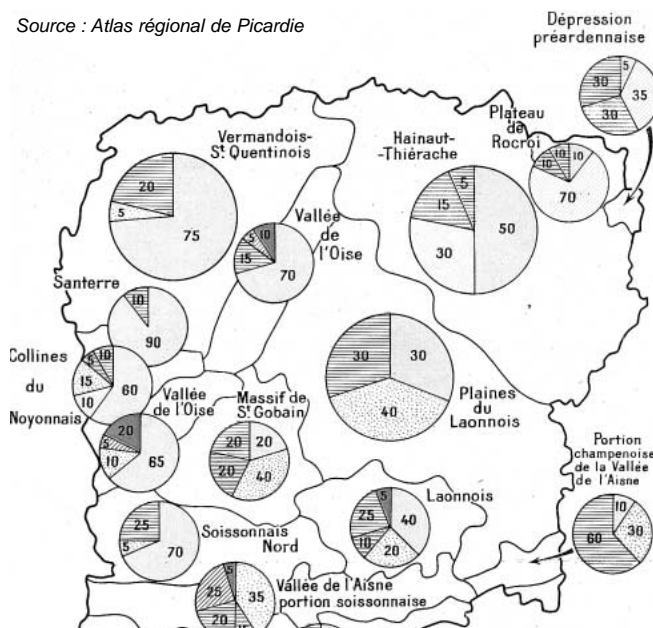 Source : Atlas régional de Picardie
Dépression
préardennaise
5
30
35
30
Vermandois-
St Quentinois
Hainaut-
-Thiérache
Plateau
de
Rocroi
10
10
10
70
20
5
75
5
15
50
30
Vallée
de
l'Oise
10
5
15
70
Santerre
10
90
Collines
du
Noyonnais
5
10
15
10
60
Vallée
de l'Oise
20
5
10
65
Massif de
St Gobain
20
20
20
40
30
30
40
Plaines
du
Laonnois
Portion
champenoise
de la Vallée
de l'Aisne
10
30
60
Laonnois
5
25
40
10
20
Soissonnais
Nord
25
5
70
Vallée de l'Aisne
portion soissonnaise
5
25
35
20
15